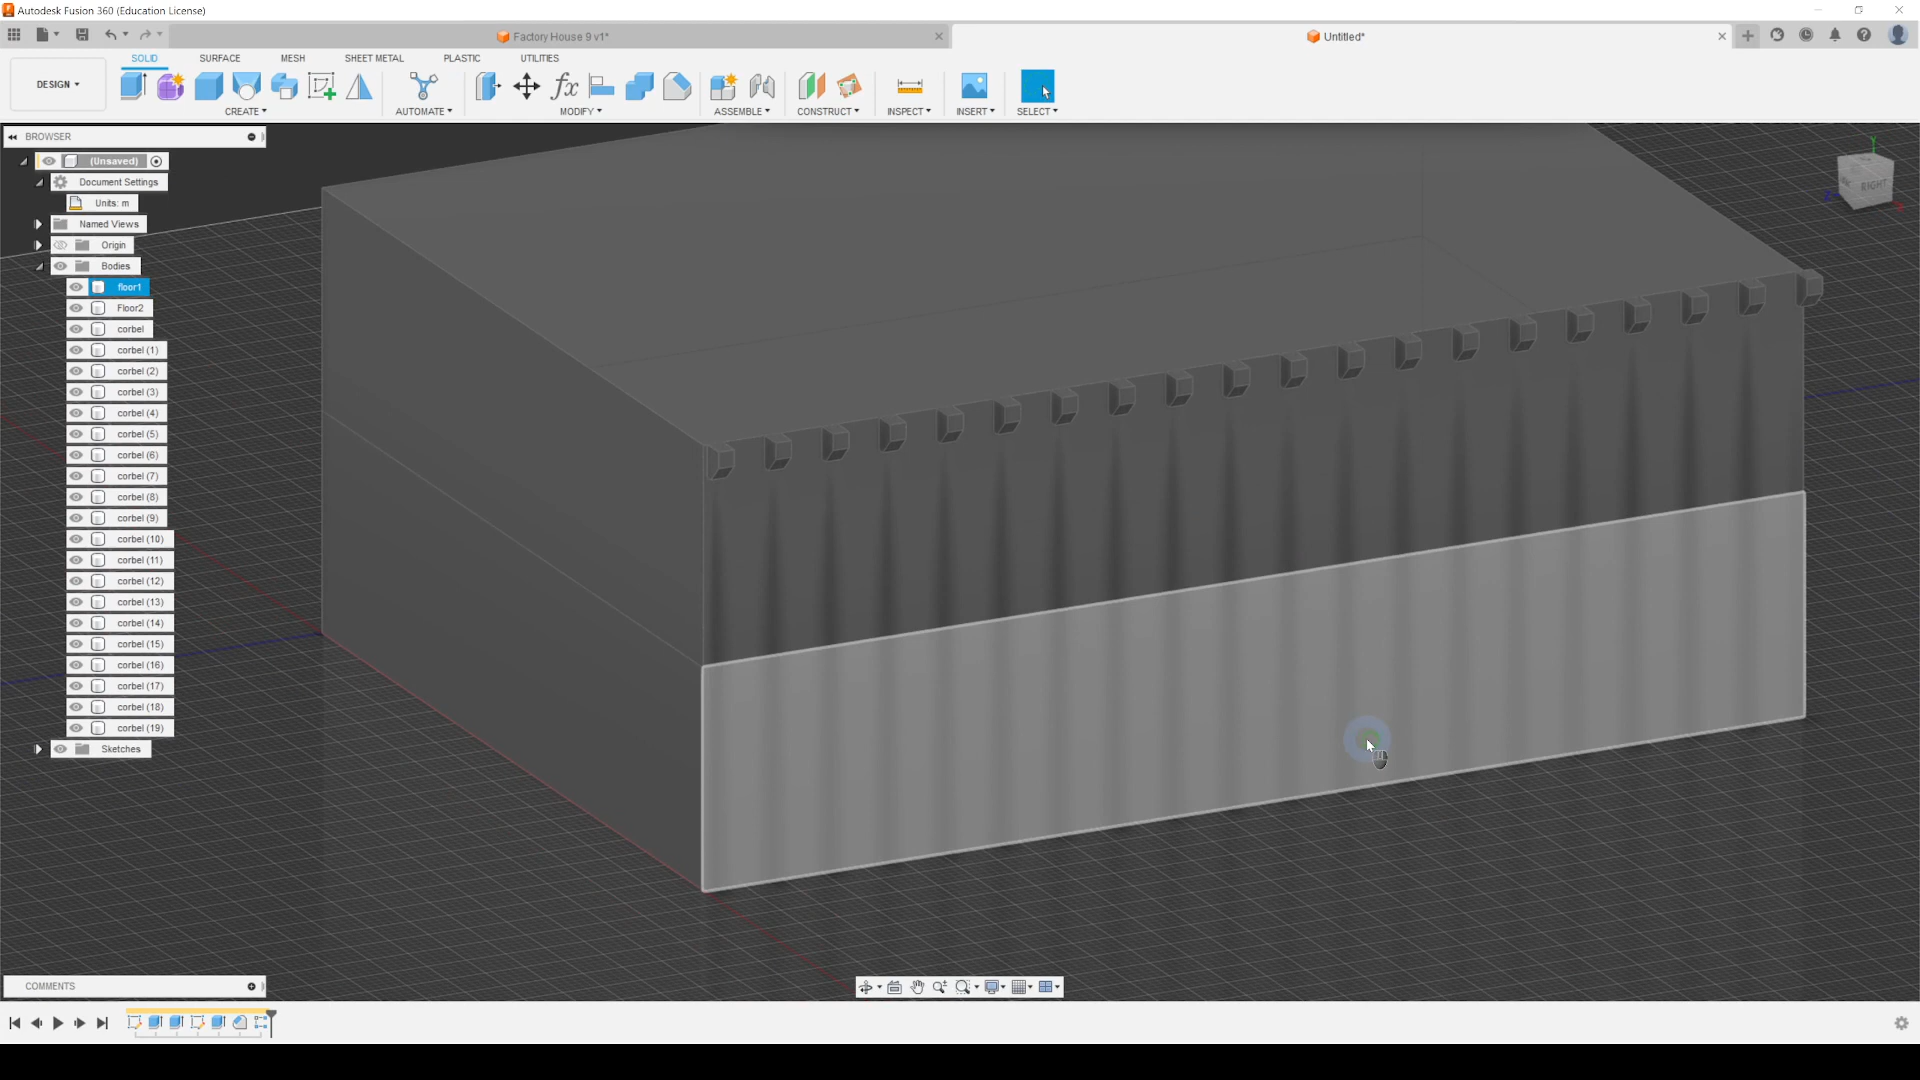 Autodesk Fusion 360 (Education License)
Factory House 9 v1*
Untitled*
SOLID
SURFACE
MESH
SHEET METAL
PLASTIC
UTILITIES
DESIGN
CREATE
AUTOMATE
MODIFY
ASSEMBLE
CONSTRUCT
INSPECT
INSERT
SELECT
BROWSER
(Unsaved)
Document Settings
Units: m
Named Views
Origin
Bodies
floor1
Floor2
corbel
corbel (1)
corbel (2)
corbel (3)
corbel (4)
corbel (5)
corbel (6)
corbel (7)
corbel (8)
corbel (9)
corbel (10)
corbel (11)
corbel (12)
corbel (13)
corbel (14)
corbel (15)
corbel (16)
corbel (17)
corbel (18)
corbel (19)
Sketches
Y
RIGHT
Z
COMMENTS